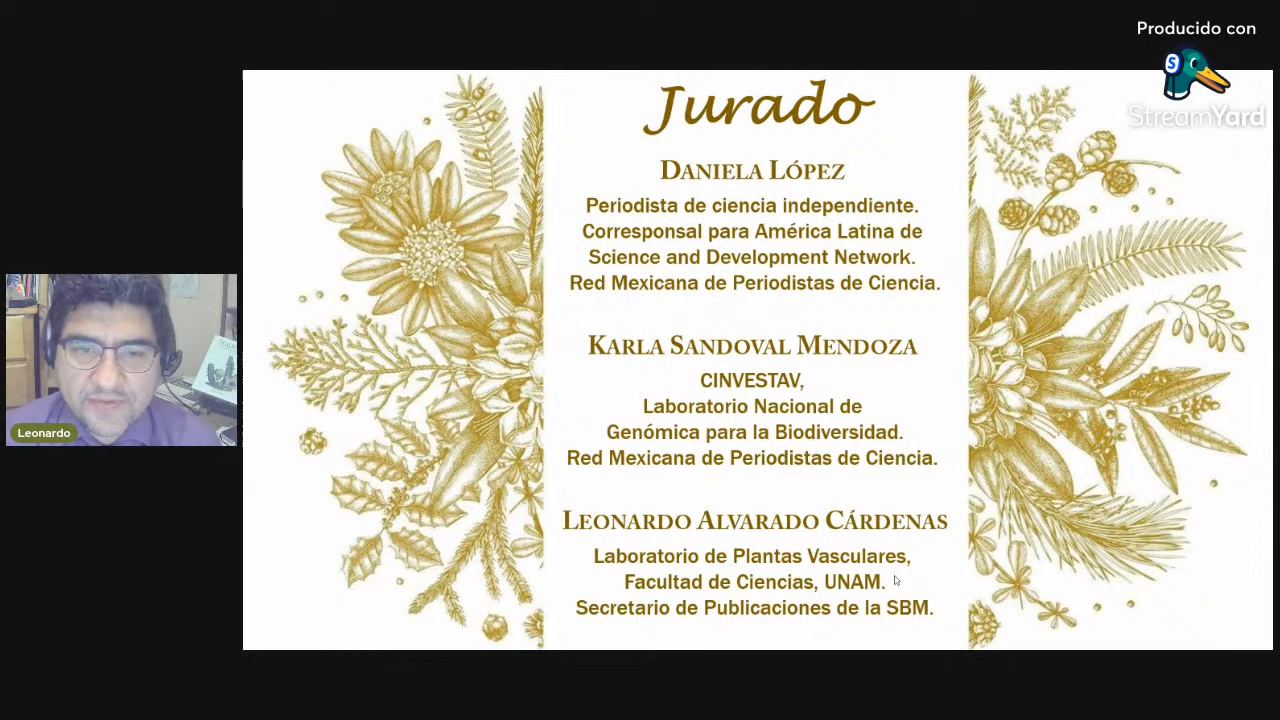 Producido con
S
StreamYard
Jurado
DANIELA LÓPEZ
Periodista de ciencia independiente.
Corresponsal para América Latina de
Science and Development Network.
Red Mexicana de Periodistas de Ciencia.
KARLA SANDOVAL MENDOZA
CINVESTAV,
Laboratorio Nacional de
Genómica para la Biodiversidad.
Red Mexicana de Periodistas de Ciencia.
LEONARDO ALVARADO CÁRDENAS
Laboratorio de Plantas Vasculares,
Facultad de Ciencias, UNAM.
Secretario de Publicaciones de la SBM.
Leonardo